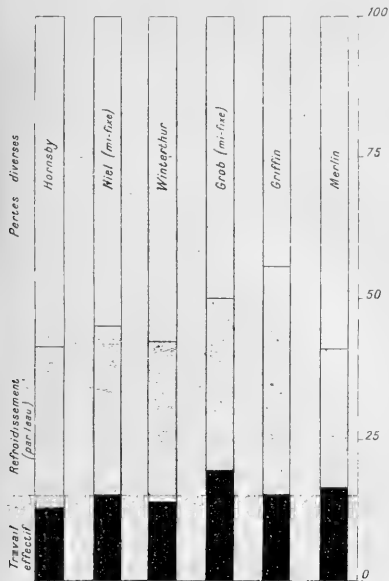 100
Pertes diverses
Hornsby
Niel (mi-fixe)
Winterthur
Grob (mi-fixe)
Griffin
Merlin
75
50
Refroidissement
(par l'eau)
25
Travail
effectif
0